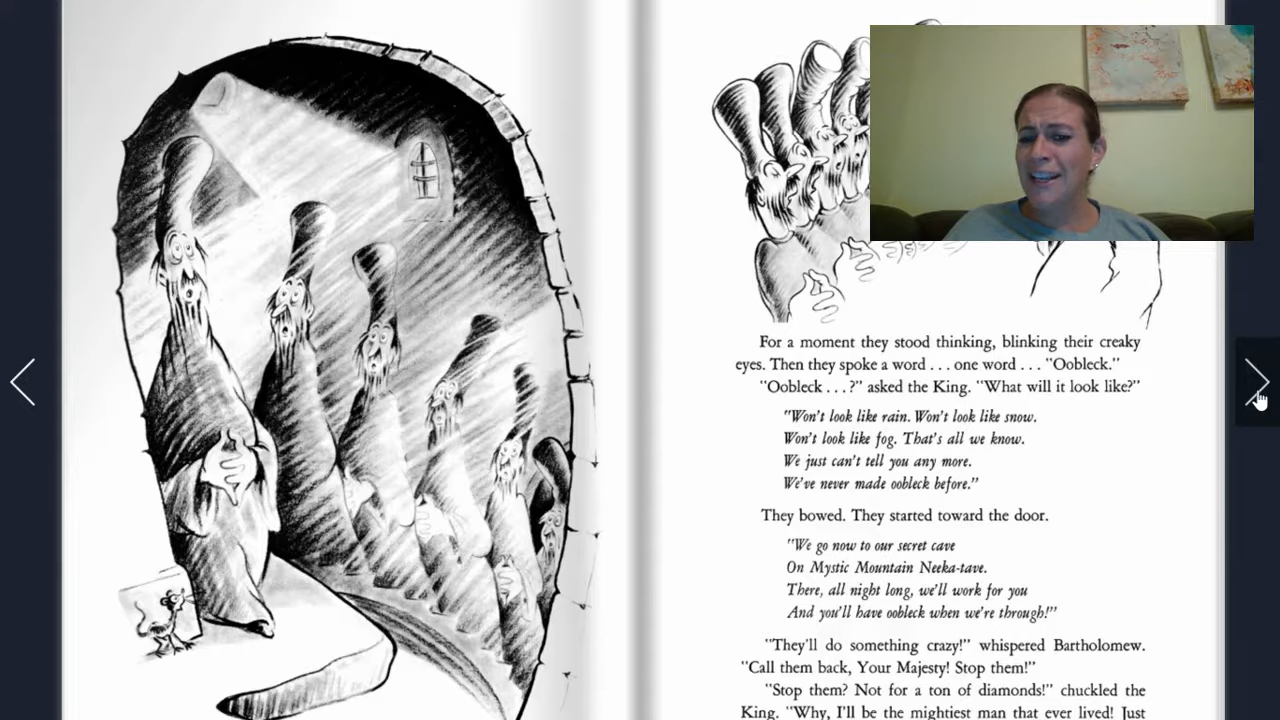 For a moment they stood thinking, blinking their creaky
eyes. Then they spoke a word . . . one word . . . "Oobleck."
"Oobleck . . . ?" asked the King. "What will it look like?"
"Won't look like rain. Won't look like snow.
Won't look like fog. That's all we know.
We just can't tell you any more.
We've never made oobleck before."
They bowed. They started toward the door.
"We go now to our secret cave
On Mystic Mountain Neeka-tave.
There, all night long, we'll work for you
And you'll have oobleck when we're through!"
"They'll do something crazy!" whispered Bartholomew.
"Call them back, Your Majesty! Stop them!"
"Stop them? Not for a ton of diamonds!" chuckled the
King. "Why, I'll be the mightiest man that ever lived! Just